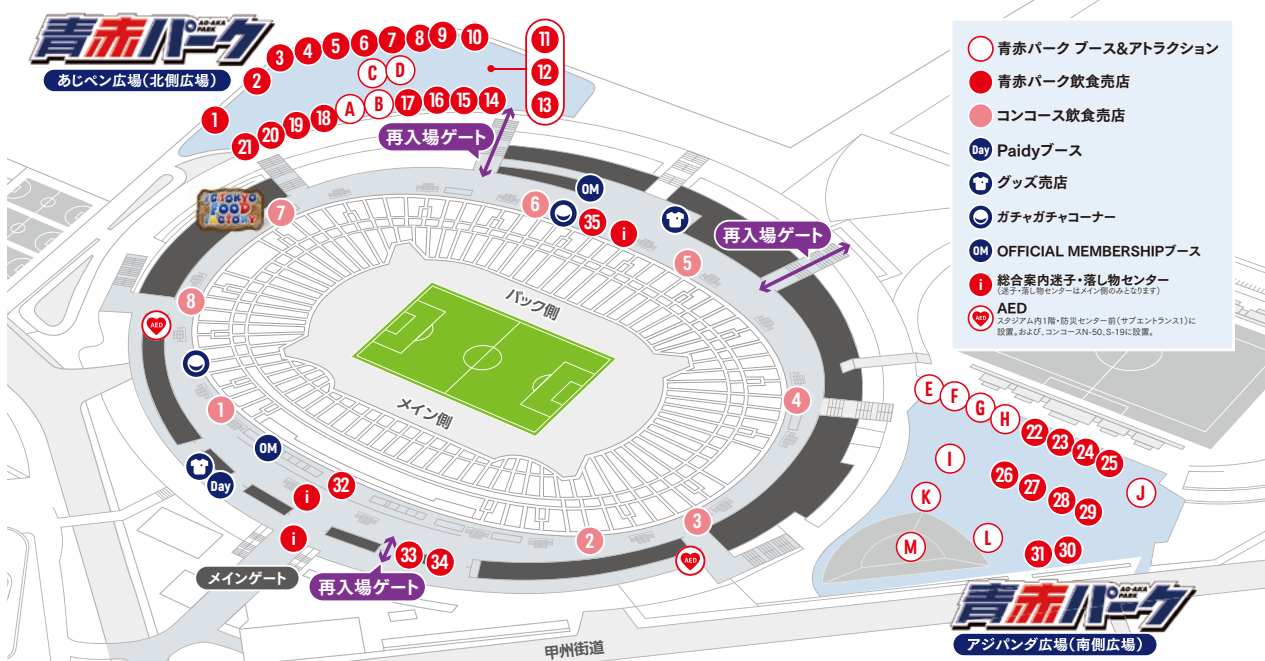 青赤パーク
AO-AKA
PARK
あじペン広場(北側広場)
1
2
3
4
5
6
7
8
9
10
11
12
13
C
D
A
B
17
16
15
14
18
19
20
21
再入場ゲート
FC TOKYO
FOOD
FACTORY
7
6
OM
35
i
5
再入場ゲート
8
AED
バック側
メイン側
4
1
OM
Day
i
32
i
メインゲート
再入場ゲート
33
34
2
3
AED
甲州街道
青赤パーク ブース&アトラクション
青赤パーク飲食売店
コンコース飲食売店
Day Paidyブース
グッズ売店
ガチャガチャコーナー
OM OFFICIAL MEMBERSHIPブース
i 総合案内迷子・落し物センター
(迷子・落し物センターはメイン側のみとなります)
AED AED
スタジアム内1階・防災センター前(サブエントランス1)に
設置。および、コンコースN-50、S-19に設置。
E
F
G
H
22
23
24
25
I
26
27
28
29
J
K
L
M
31
30
青赤パーク
AO-AKA
PARK
アジパンダ広場(南側広場)